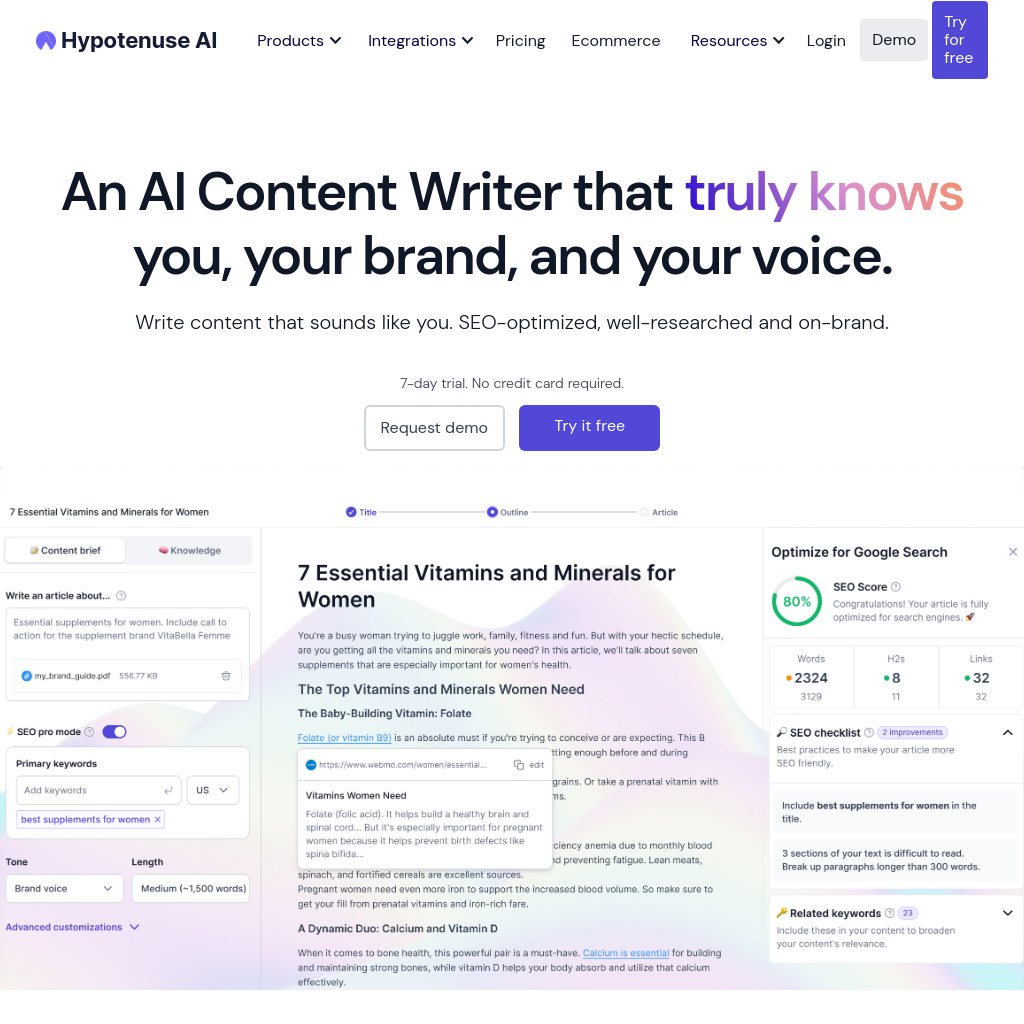 Hypotenuse AI
Products
Integrations
Pricing
Ecommerce
Resources
Login
Demo
Try
for
free
An AI Content Writer that truly knows
you, your brand, and your voice.
Write content that sounds like you. SEO-optimized, well-researched and on-brand.
7-day trial. No credit card required.
Request demo
Try it free
7 Essential Vitamins and Minerals for Women
Title
Outline
Article
Content brief
Knowledge
Write an article about...
Essential supplements for women. Include call to
action for the supplement brand VitaBella Femme
my_brand_guide.pdf 556.77 KB
SEO pro mode
Primary keywords
Add keywords
US
best supplements for women
Tone
Length
Brand voice
Medium (~1,500 words)
Advanced customizations
7 Essential Vitamins and Minerals for
Women
You're a busy woman trying to juggle work, family, fitness and fun. But with your hectic schedule,
are you getting all the vitamins and minerals you need? In this article, we'll talk about seven
supplements that are especially important for women's health.
The Top Vitamins and Minerals Women Need
The Baby-Building Vitamin: Folate
Folate (or vitamin B9) is an absolute must if you're trying to conceive or are expecting. This B
tting enough before and during
https://www.webmd.com/women/essential...
edit
grains. Or take a prenatal vitamin with
ms.
Vitamins Women Need
Folate (folic acid). It helps build a healthy brain and
spinal cord... But it's especially important for pregnant
women because it helps prevent birth defects like
spina bifida...
ciency anemia due to monthly blood
d preventing fatigue. Lean meats,
spinach, and fortified cereals are excellent sources.
Pregnant women need even more iron to support the increased blood volume. So make sure to
get your fill from prenatal vitamins and iron-rich fare.
A Dynamic Duo: Calcium and Vitamin D
When it comes to bone health, this powerful pair is a must-have. Calcium is essential for building
and maintaining strong bones, while vitamin D helps your body absorb and utilize that calcium
effectively.
Optimize for Google Search
80%
SEO Score
Congratulations! Your article is fully
optimized for search engines.
Words
H2s
Links
2324
8
32
3129
11
32
SEO checklist
2 improvements
Best practices to make your article more
SEO friendly.
Include best supplements for women in the
title.
3 sections of your text is difficult to read.
Break up paragraphs longer than 300 words.
Related keywords
23
Include these in your content to broaden
your content's relevance.